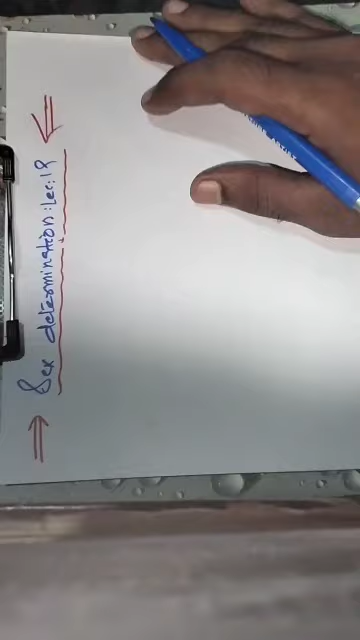 ⇒ Sex determination: Lec: 19 ⇐